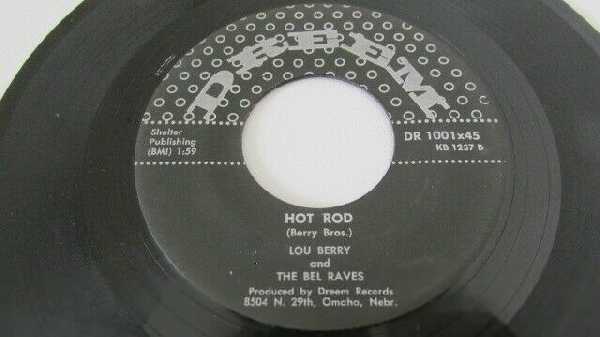 DREEM
Shelter
Publishing
(BMI) 1:59
DR 1001x45
KB 1237 B
HOT ROD
(Berry Bros.)
LOU BERRY
and
THE BEL RAVES
Produced by Dreem Records
8504 N. 29th, Omaha, Nebr.